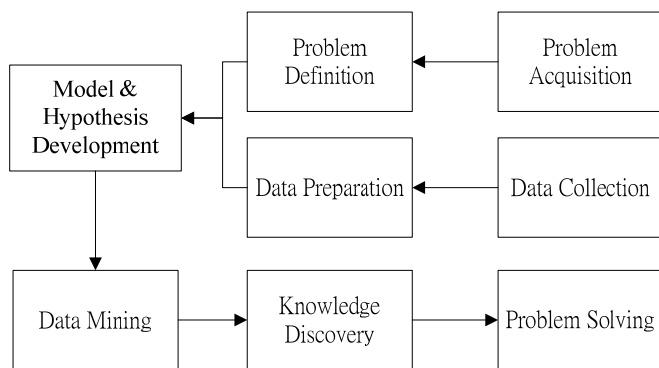 Problem
Definition
Problem
Acquisition
Model &
Hypothesis
Development
Data Preparation
Data Collection
Data Mining
Knowledge
Discovery
Problem Solving